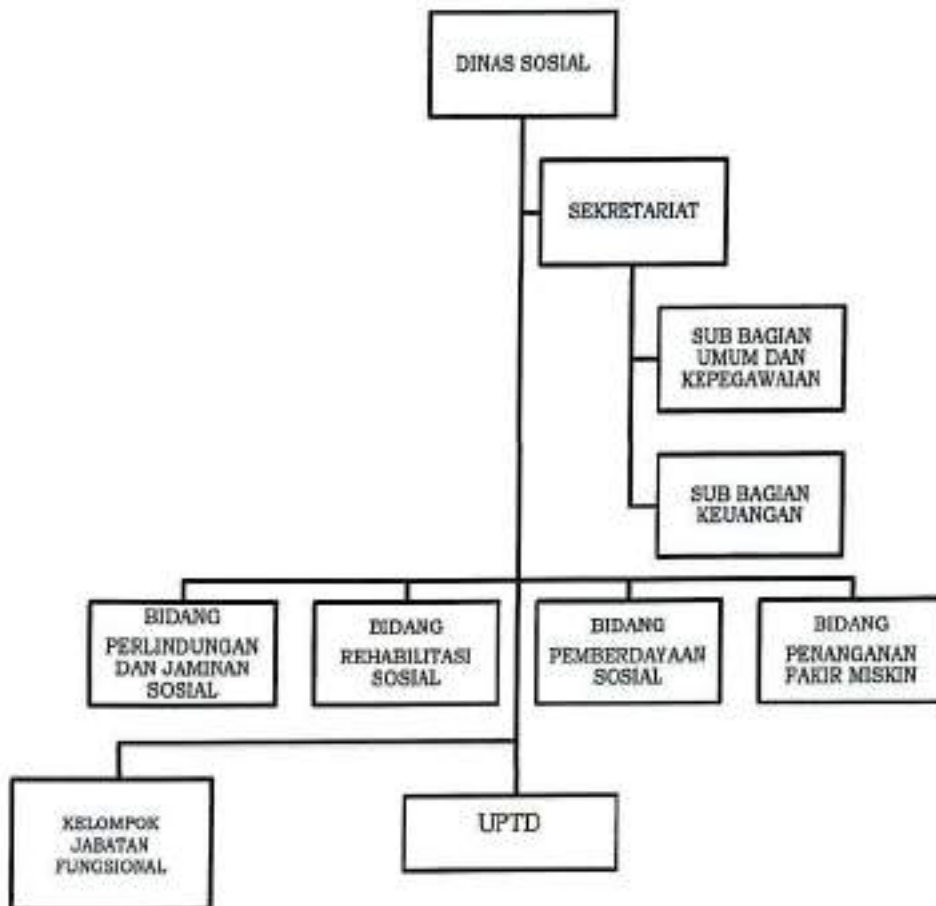 DINAS SOSIAL
SEKRETARIAT
SUB BAGIAN
UMUM DAN
KEPEGAWAIAN
SUB BAGIAN
KEUANGAN
BIDANG
PERLINDUNGAN
DAN JAMINAN
SOSIAL
BIDANG
REHABILITASI
SOSIAL
BIDANG
PEMBERDAYAAN
SOSIAL
BIDANG
PENANGANAN
FAKIR MISKIN
KELOMPOK
JABATAN
FUNGSIONAL
UPTD